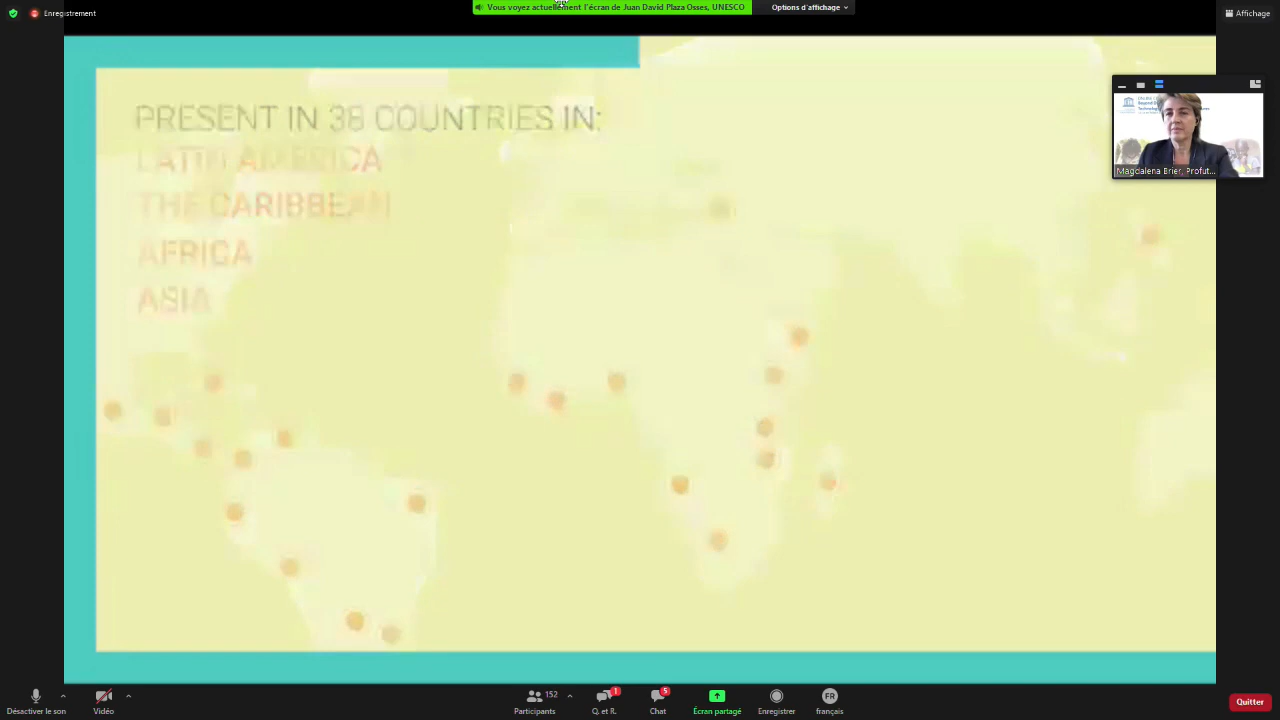 Enregistrement
Vous voyez actuellement l'écran de Juan David Plaza Osses, UNESCO
Options d'affichage
Affichage
PRESENT IN 38 COUNTRIES IN:
LATIN AMERICA
THE CARIBBEAN
AFRICA
ASIA
Magdalena Brier, Profut...
Désactiver le son
Vidéo
152
Participants
1
Q. et R.
5
Chat
Écran partagé
Enregistrer
FR
français
Quitter